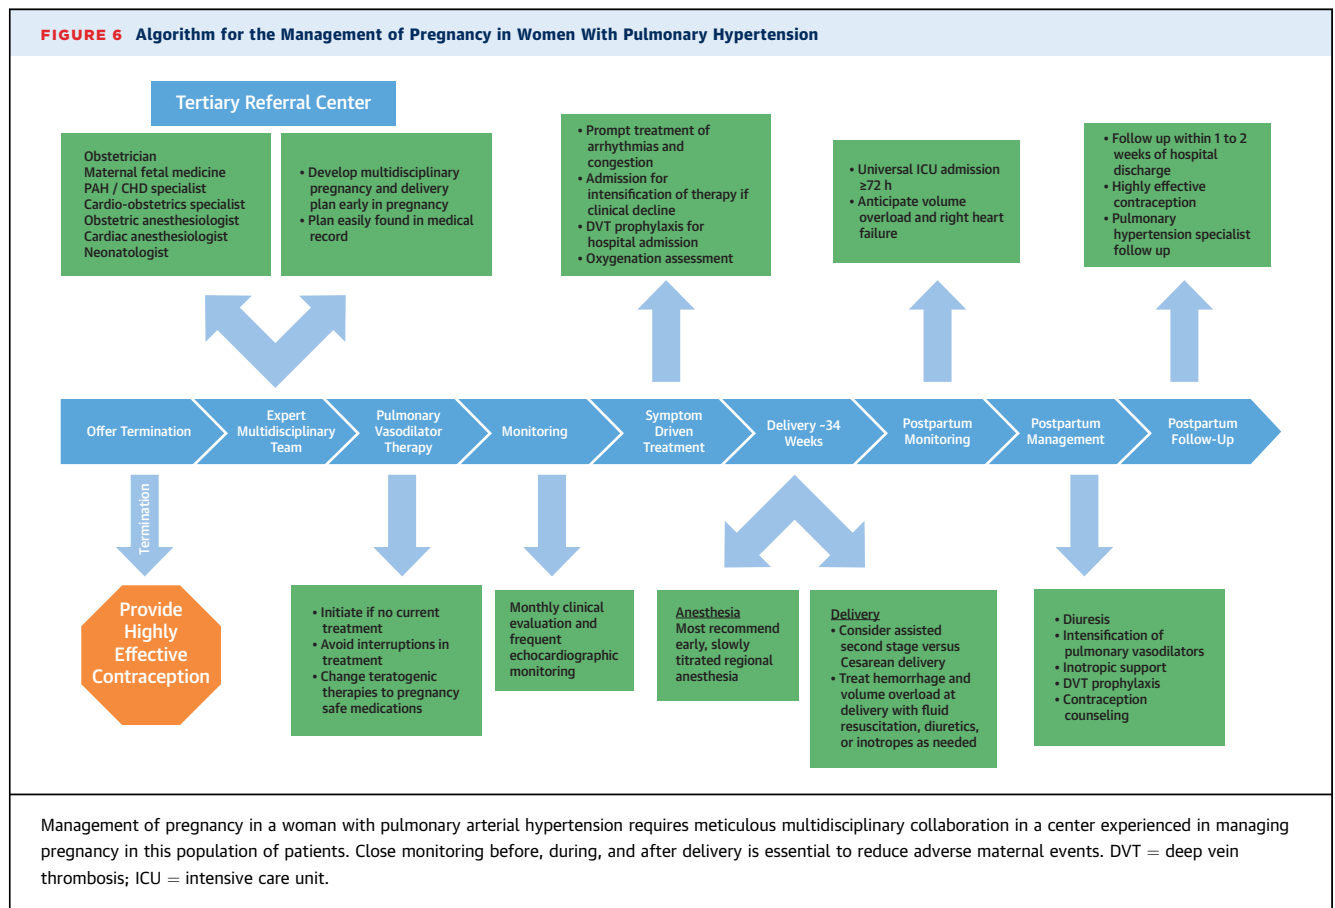 FIGURE 6 Algorithm for the Management of Pregnancy in Women With Pulmonary Hypertension
Tertiary Referral Center
Obstetrician
Maternal fetal medicine
PAH / CHD specialist
Cardio-obstetrics specialist
Obstetric anesthesiologist
Cardiac anesthesiologist
Neonatologist
• Develop multidisciplinary
pregnancy and delivery
plan early in pregnancy
• Plan easily found in medical
record
• Prompt treatment of
arrhythmias and
congestion
• Admission for
intensification of therapy if
clinical decline
• DVT prophylaxis for
hospital admission
• Oxygenation assessment
• Universal ICU admission
≥72 h
• Anticipate volume
overload and right heart
failure
• Follow up within 1 to 2
weeks of hospital
discharge
• Highly effective
contraception
• Pulmonary
hypertension specialist
follow up
Offer Termination
Expert
Multidisciplinary
Team
Pulmonary
Vasodilator
Therapy
Monitoring
Symptom
Driven
Treatment
Delivery ~34
Weeks
Postpartum
Monitoring
Postpartum
Management
Postpartum
Follow-Up
Termination
Provide
Highly
Effective
Contraception
• Initiate if no current
treatment
• Avoid interruptions in
treatment
• Change teratogenic
therapies to pregnancy
safe medications
Monthly clinical
evaluation and
frequent
echocardiographic
monitoring
Anesthesia
Most recommend
early, slowly
titrated regional
anesthesia
Delivery
• Consider assisted
second stage versus
Cesarean delivery
• Treat hemorrhage and
volume overload at
delivery with fluid
resuscitation, diuretics,
or inotropes as needed
• Diuresis
• Intensification of
pulmonary vasodilators
• Inotropic support
• DVT prophylaxis
• Contraception
counseling
Management of pregnancy in a woman with pulmonary arterial hypertension requires meticulous multidisciplinary collaboration in a center experienced in managing
pregnancy in this population of patients. Close monitoring before, during, and after delivery is essential to reduce adverse maternal events. DVT = deep vein
thrombosis; ICU = intensive care unit.